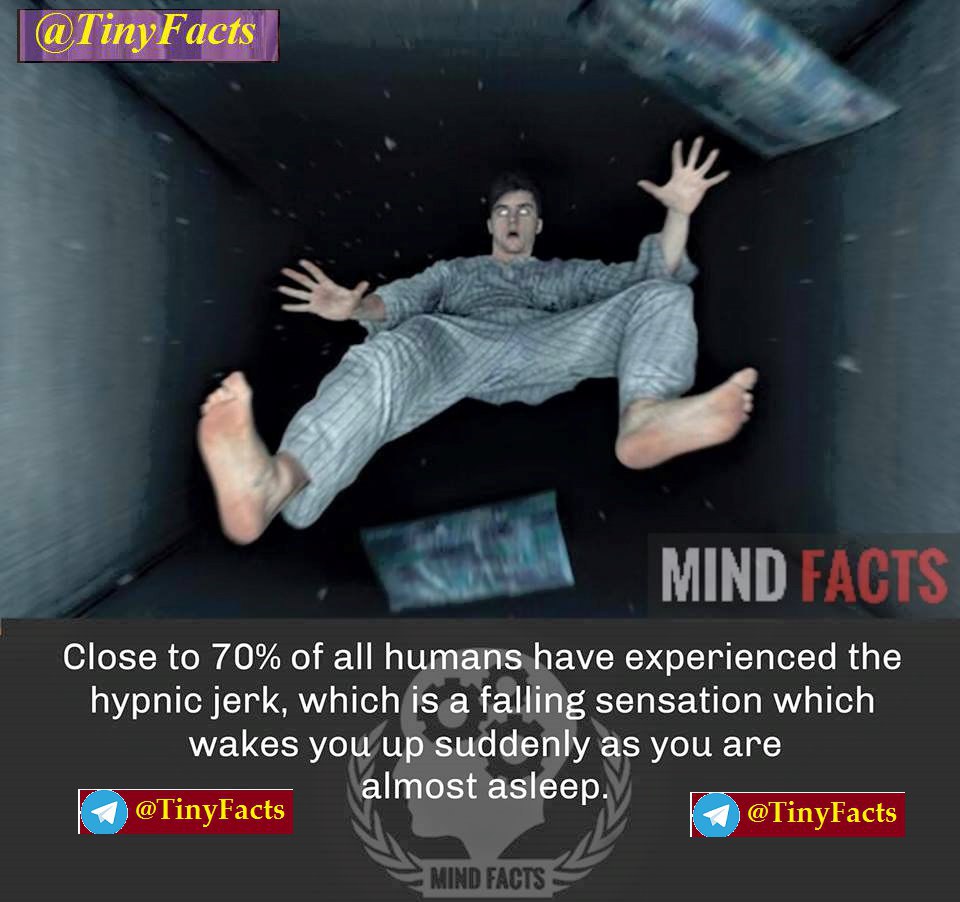 @TinyFacts
MIND FACTS
Close to 70% of all humans have experienced the
hypnic jerk, which is a falling sensation which
wakes you up suddenly as you are
almost asleep.
@TinyFacts
@TinyFacts
MIND FACTS